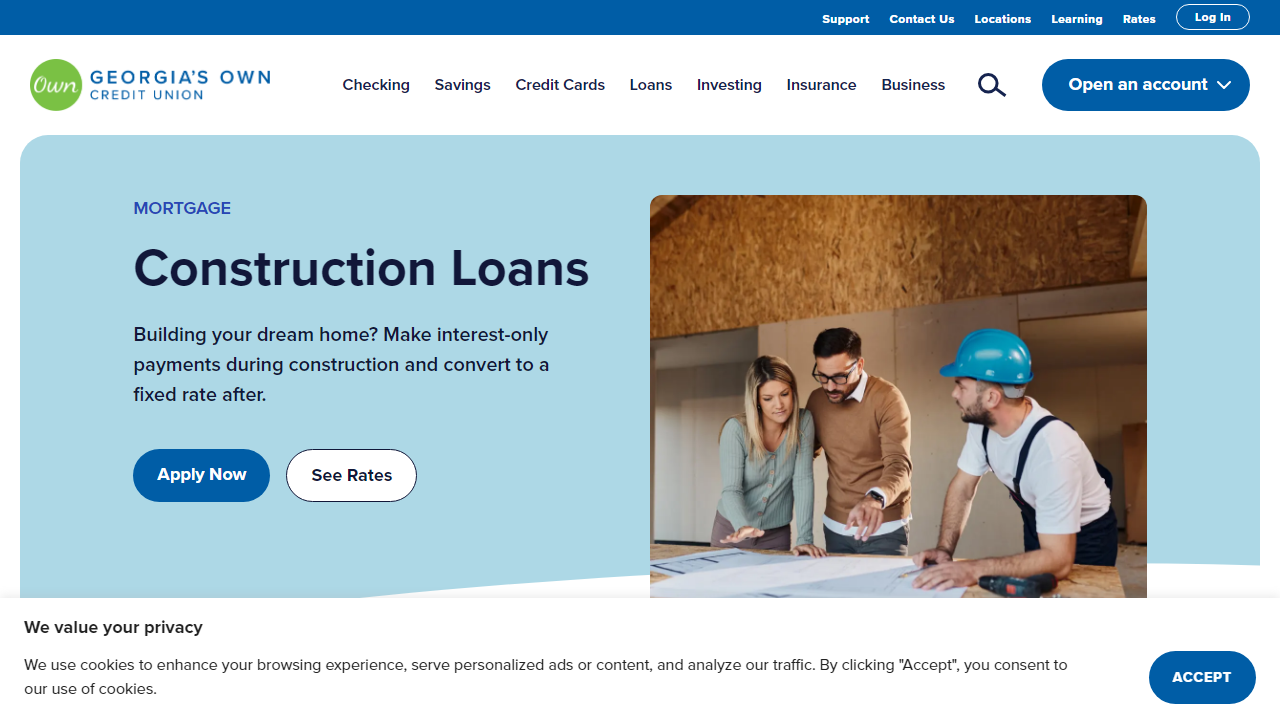 Support Contact Us Locations Learning Rates Log In
Own GEORGIA'S OWN
CREDIT UNION
Checking Savings Credit Cards Loans Investing Insurance Business Open an account
MORTGAGE
Construction Loans
Building your dream home? Make interest-only
payments during construction and convert to a
fixed rate after.
Apply Now See Rates
We value your privacy
We use cookies to enhance your browsing experience, serve personalized ads or content, and analyze our traffic. By clicking "Accept", you consent to
our use of cookies.
ACCEPT